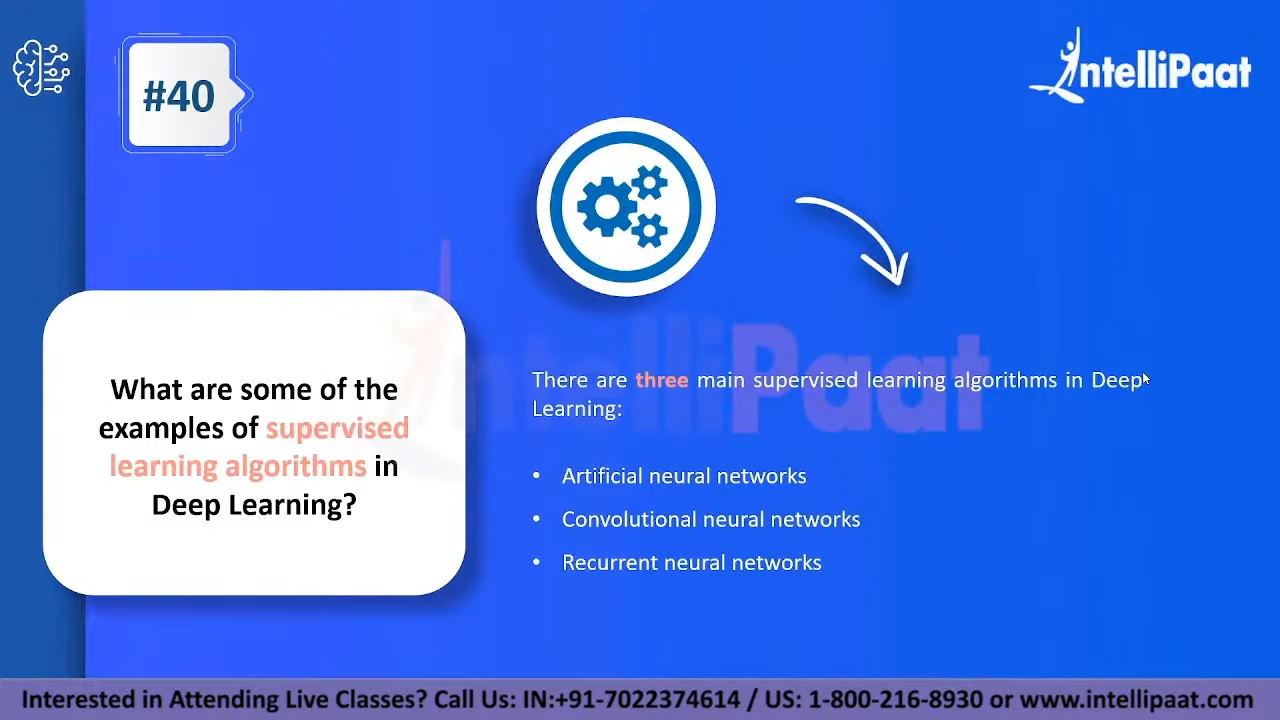 #40
IntelliPaat
What are some of the
examples of supervised
learning algorithms in
Deep Learning?
IntelliPaat
There are three main supervised learning algorithms in Deep
Learning:
• Artificial neural networks
• Convolutional neural networks
• Recurrent neural networks
Interested in Attending Live Classes? Call Us: IN:+91-7022374614 / US: 1-800-216-8930 or www.intellipaat.com